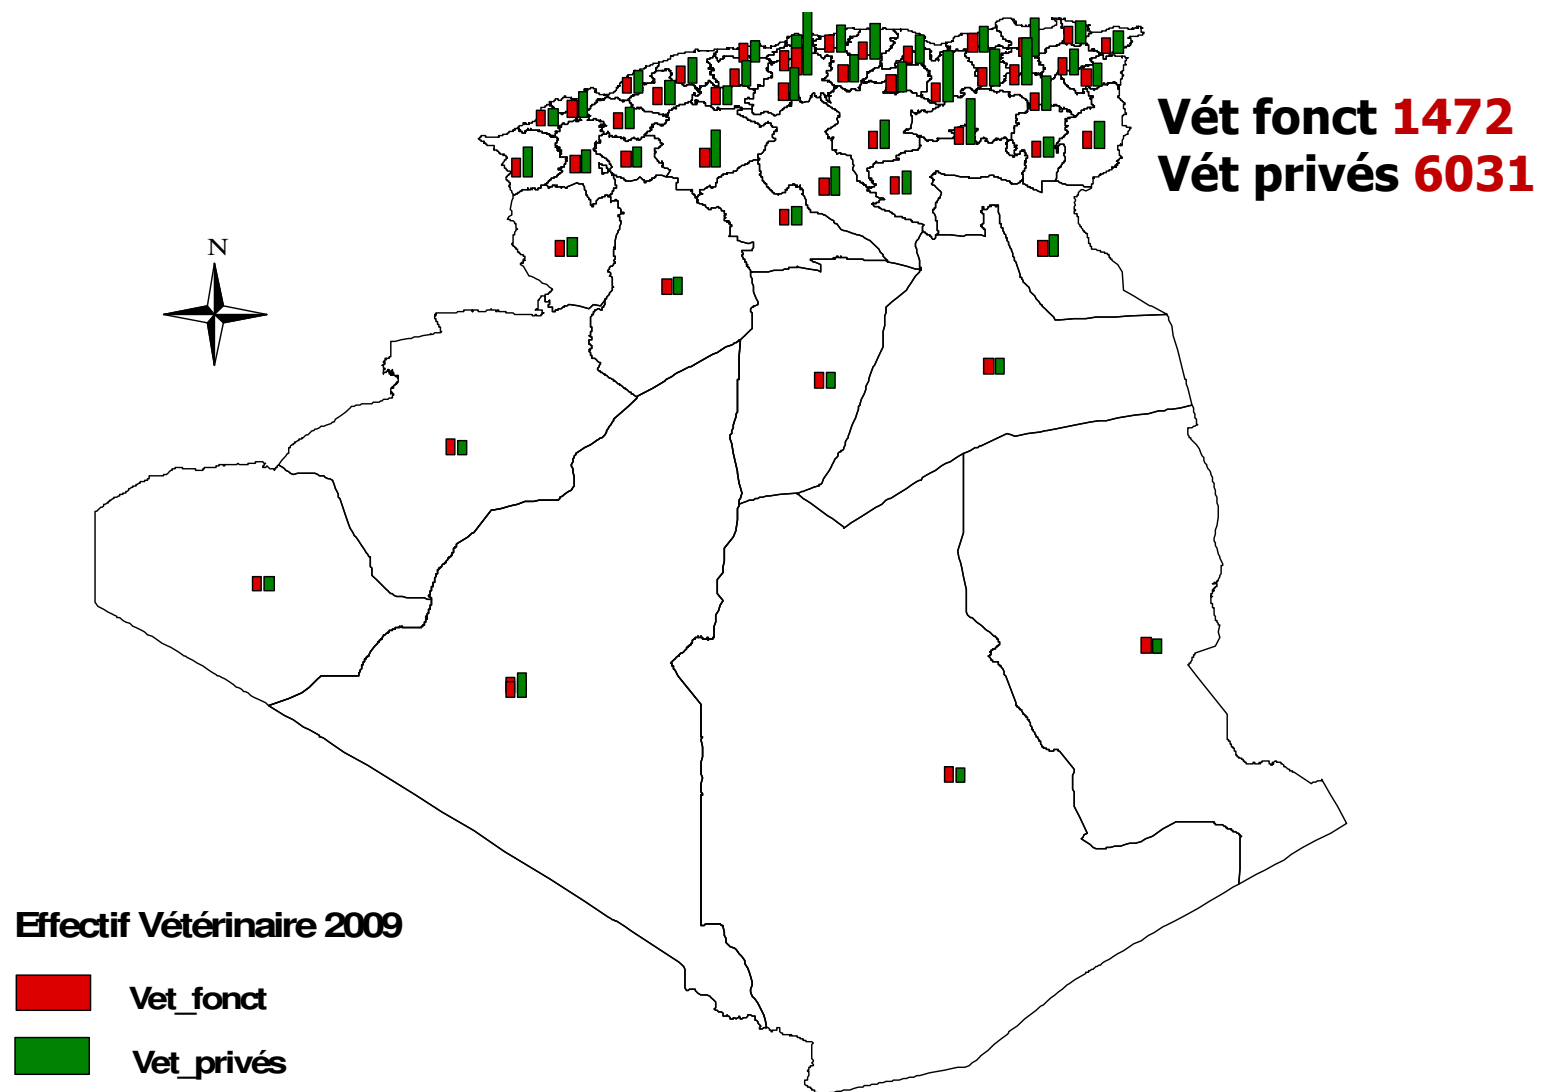 Vét fonct 1472
Vét privés 6031
N
Effectif Vétérinaire 2009
Vet_fonct
Vet_privés